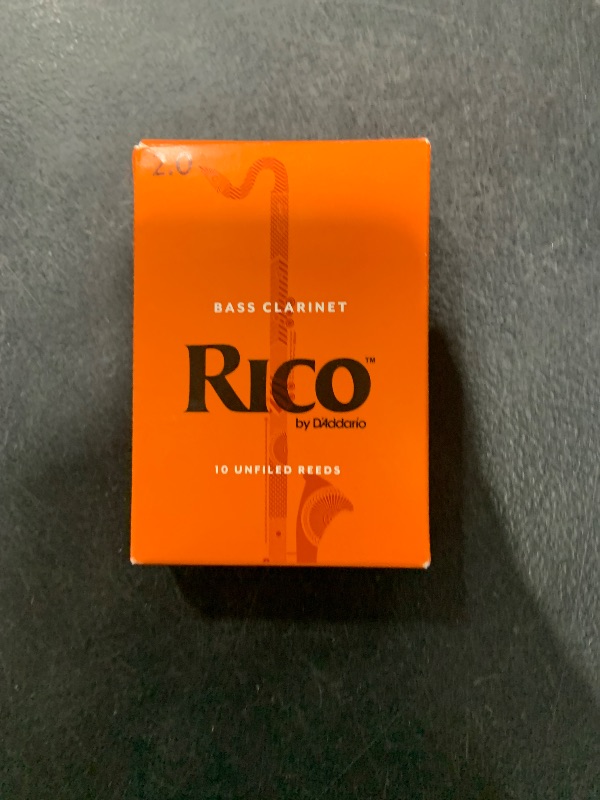 2.0
BASS CLARINET
RICO™
by D'Addario
10 UNFILED REEDS